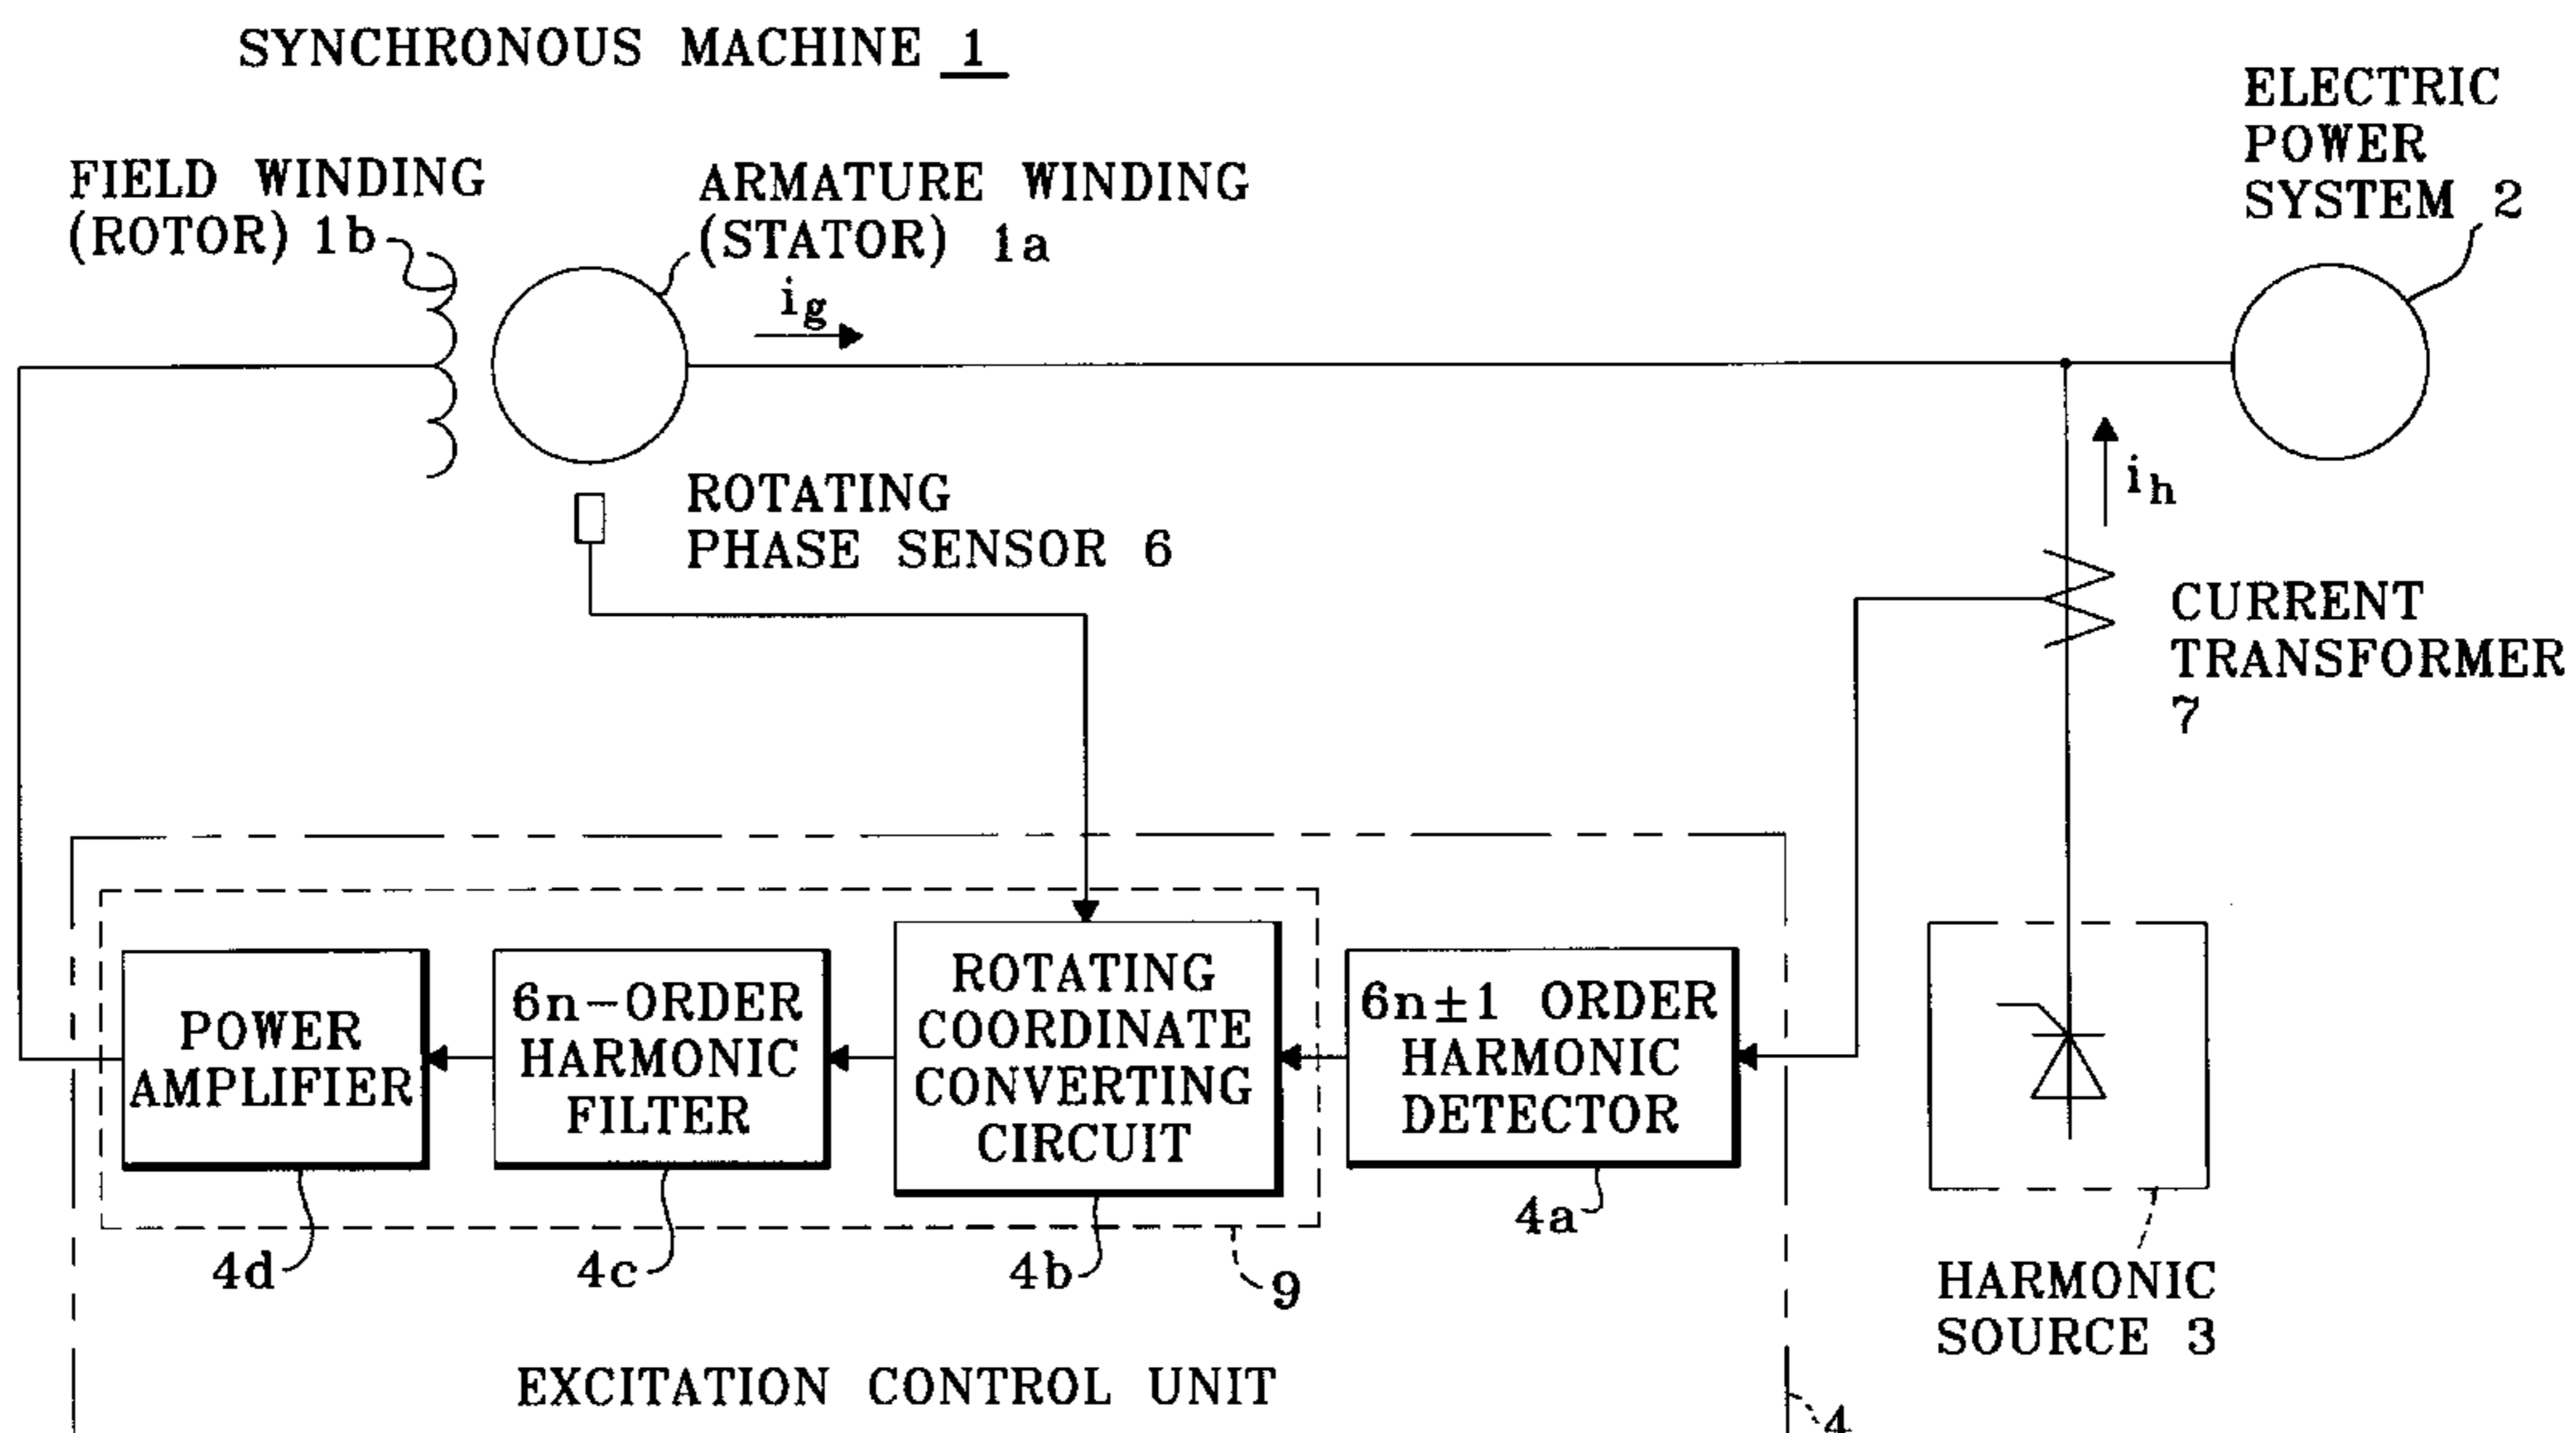 SYNCHRONOUS MACHINE 1
ELECTRIC
POWER
SYSTEM 2
FIELD WINDING
(ROTOR) 1b
ARMATURE WINDING
(STATOR) 1a
ig
ih
ROTATING
PHASE SENSOR 6
CURRENT
TRANSFORMER
7
POWER
AMPLIFIER
6n-ORDER
HARMONIC
FILTER
ROTATING
COORDINATE
CONVERTING
CIRCUIT
6n±1 ORDER
HARMONIC
DETECTOR
4d
4c
4b
9
4a
HARMONIC
SOURCE 3
EXCITATION CONTROL UNIT
4